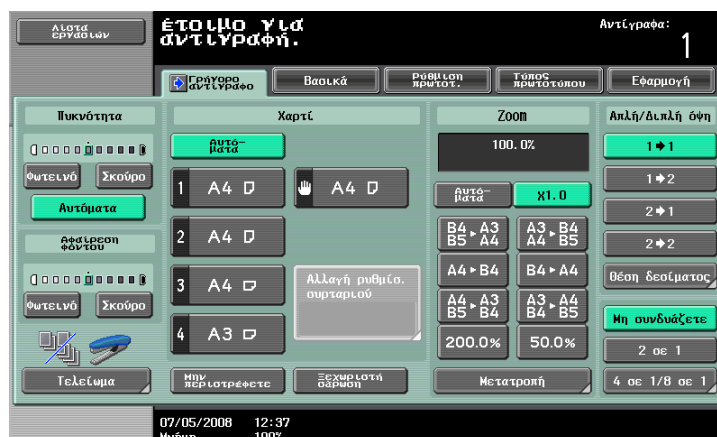 Λίστα
εργασιών
έτοιμο για
αντιγραφή.
Αντίγραφα:
1
Γρήγορο
αντίγραφο
Βασικά
Ρύθμιση
πρωτοτ.
Τύπος
πρωτοτύπου
Εφαρμογή
Πυκνότητα
Φωτεινό
Σκούρο
Αυτόματα
Αφαίρεση
φόντου
Φωτεινό
Σκούρο
Τελείωμα
Χαρτί
Αυτό-
ματα
1 A4
A4
2 A4
3 A4
Αλλαγή ρυθμίσ.
συρταριού
4 A3
Μην
περιστρέφετε
Ξεχωριστή
σάρωση
Zoom
100.0%
Αυτό-
ματα
x1.0
B4▸A3
B5▸A4
A3▸B4
A4▸B5
A4▸B4
B4▸A4
A4▸A3
B5▸B4
A3▸A4
B4▸B5
200.0%
50.0%
Μετατροπή
Απλή/Διπλή όψη
1➔1
1➔2
2➔1
2➔2
Θέση δεσίματος
Μη συνδυάζετε
2 σε 1
4 σε 1/8 σε 1
07/05/2008 12:37
Μνήμη 100%